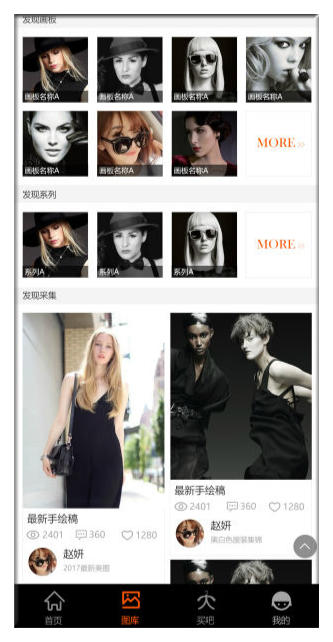 发现画板
画板名称A
画板名称A
画板名称A
画板名称A
画板名称A
画板名称A
画板名称A
MORE >>
发现系列
系列A
系列A
系列A
MORE >>
发现采集
最新手绘稿
2401 360 1280
赵妍
2017最新美图
最新手绘稿
2401 360 1280
赵妍
黑白色服装集锦
首页
图库
买吧
我的